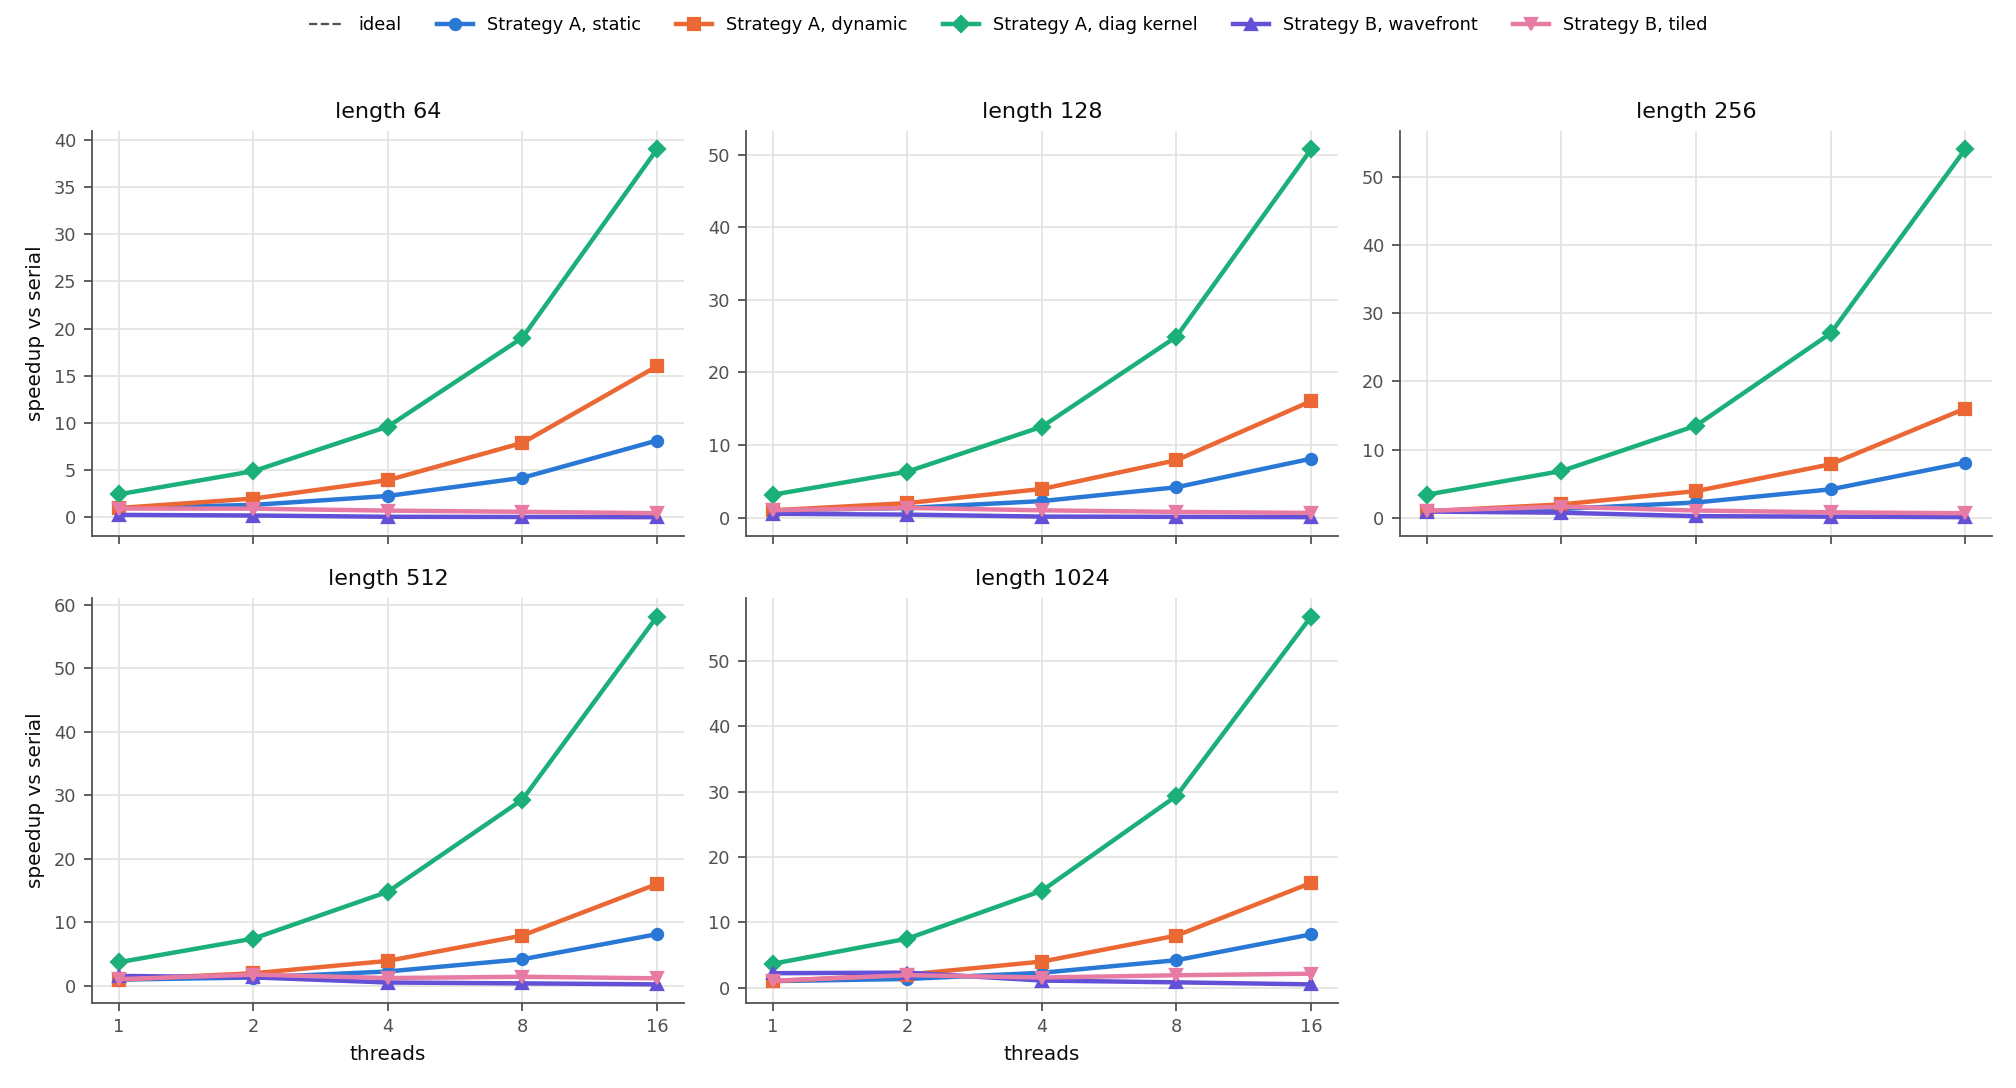 ideal Strategy A, static Strategy A, dynamic Strategy A, diag kernel Strategy B, wavefront Strategy B, tiled
length 64
speedup vs serial
40
35
30
25
20
15
10
5
0
length 128
50
40
30
20
10
0
length 256
50
40
30
20
10
0
length 512
speedup vs serial
60
50
40
30
20
10
0
1 2 4 8 16
threads
length 1024
50
40
30
20
10
0
1 2 4 8 16
threads